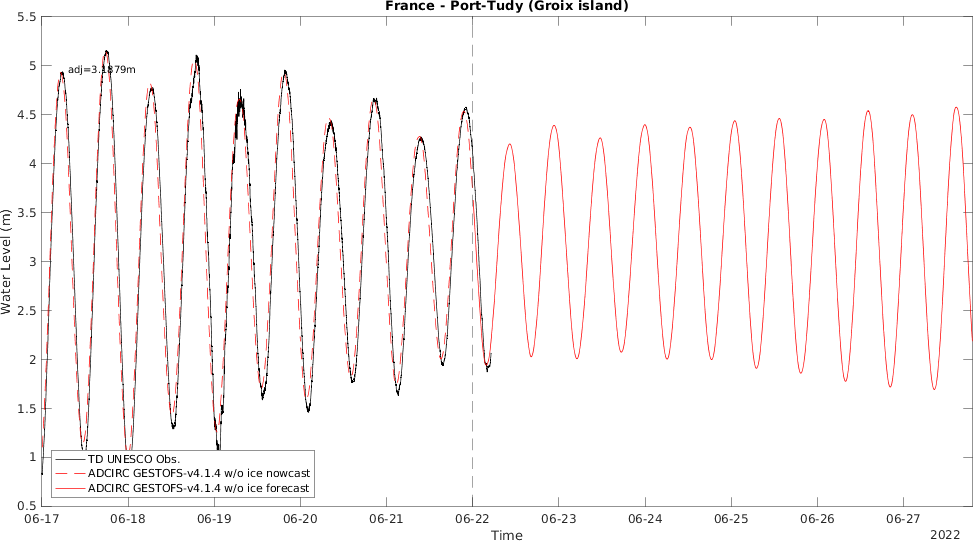 France - Port-Tudy (Groix island)
adj=3.1879m
Water Level (m)
5.5
5
4.5
4
3.5
3
2.5
2
1.5
1
0.5
TD UNESCO Obs.
ADCIRC GESTOFS-v4.1.4 w/o ice nowcast
ADCIRC GESTOFS-v4.1.4 w/o ice forecast
06-17 06-18 06-19 06-20 06-21 06-22 06-23 06-24 06-25 06-26 06-27
Time
2022